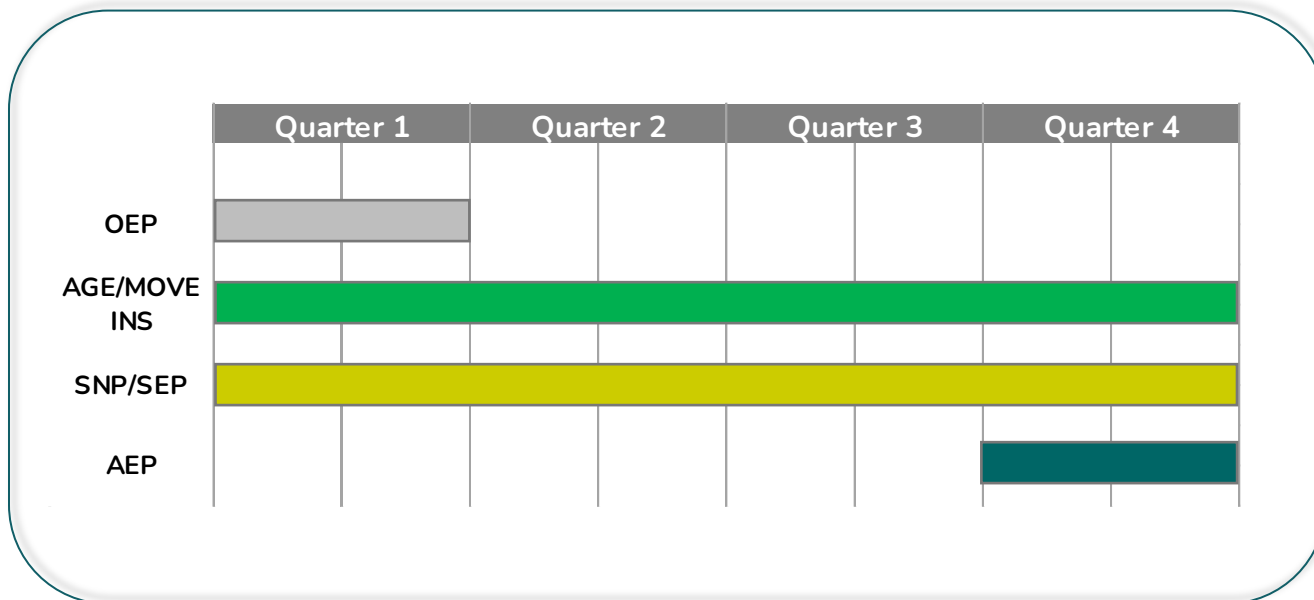 Quarter 1 Quarter 2 Quarter 3 Quarter 4
OEP
AGE/MOVE
INS
SNP/SEP
AEP